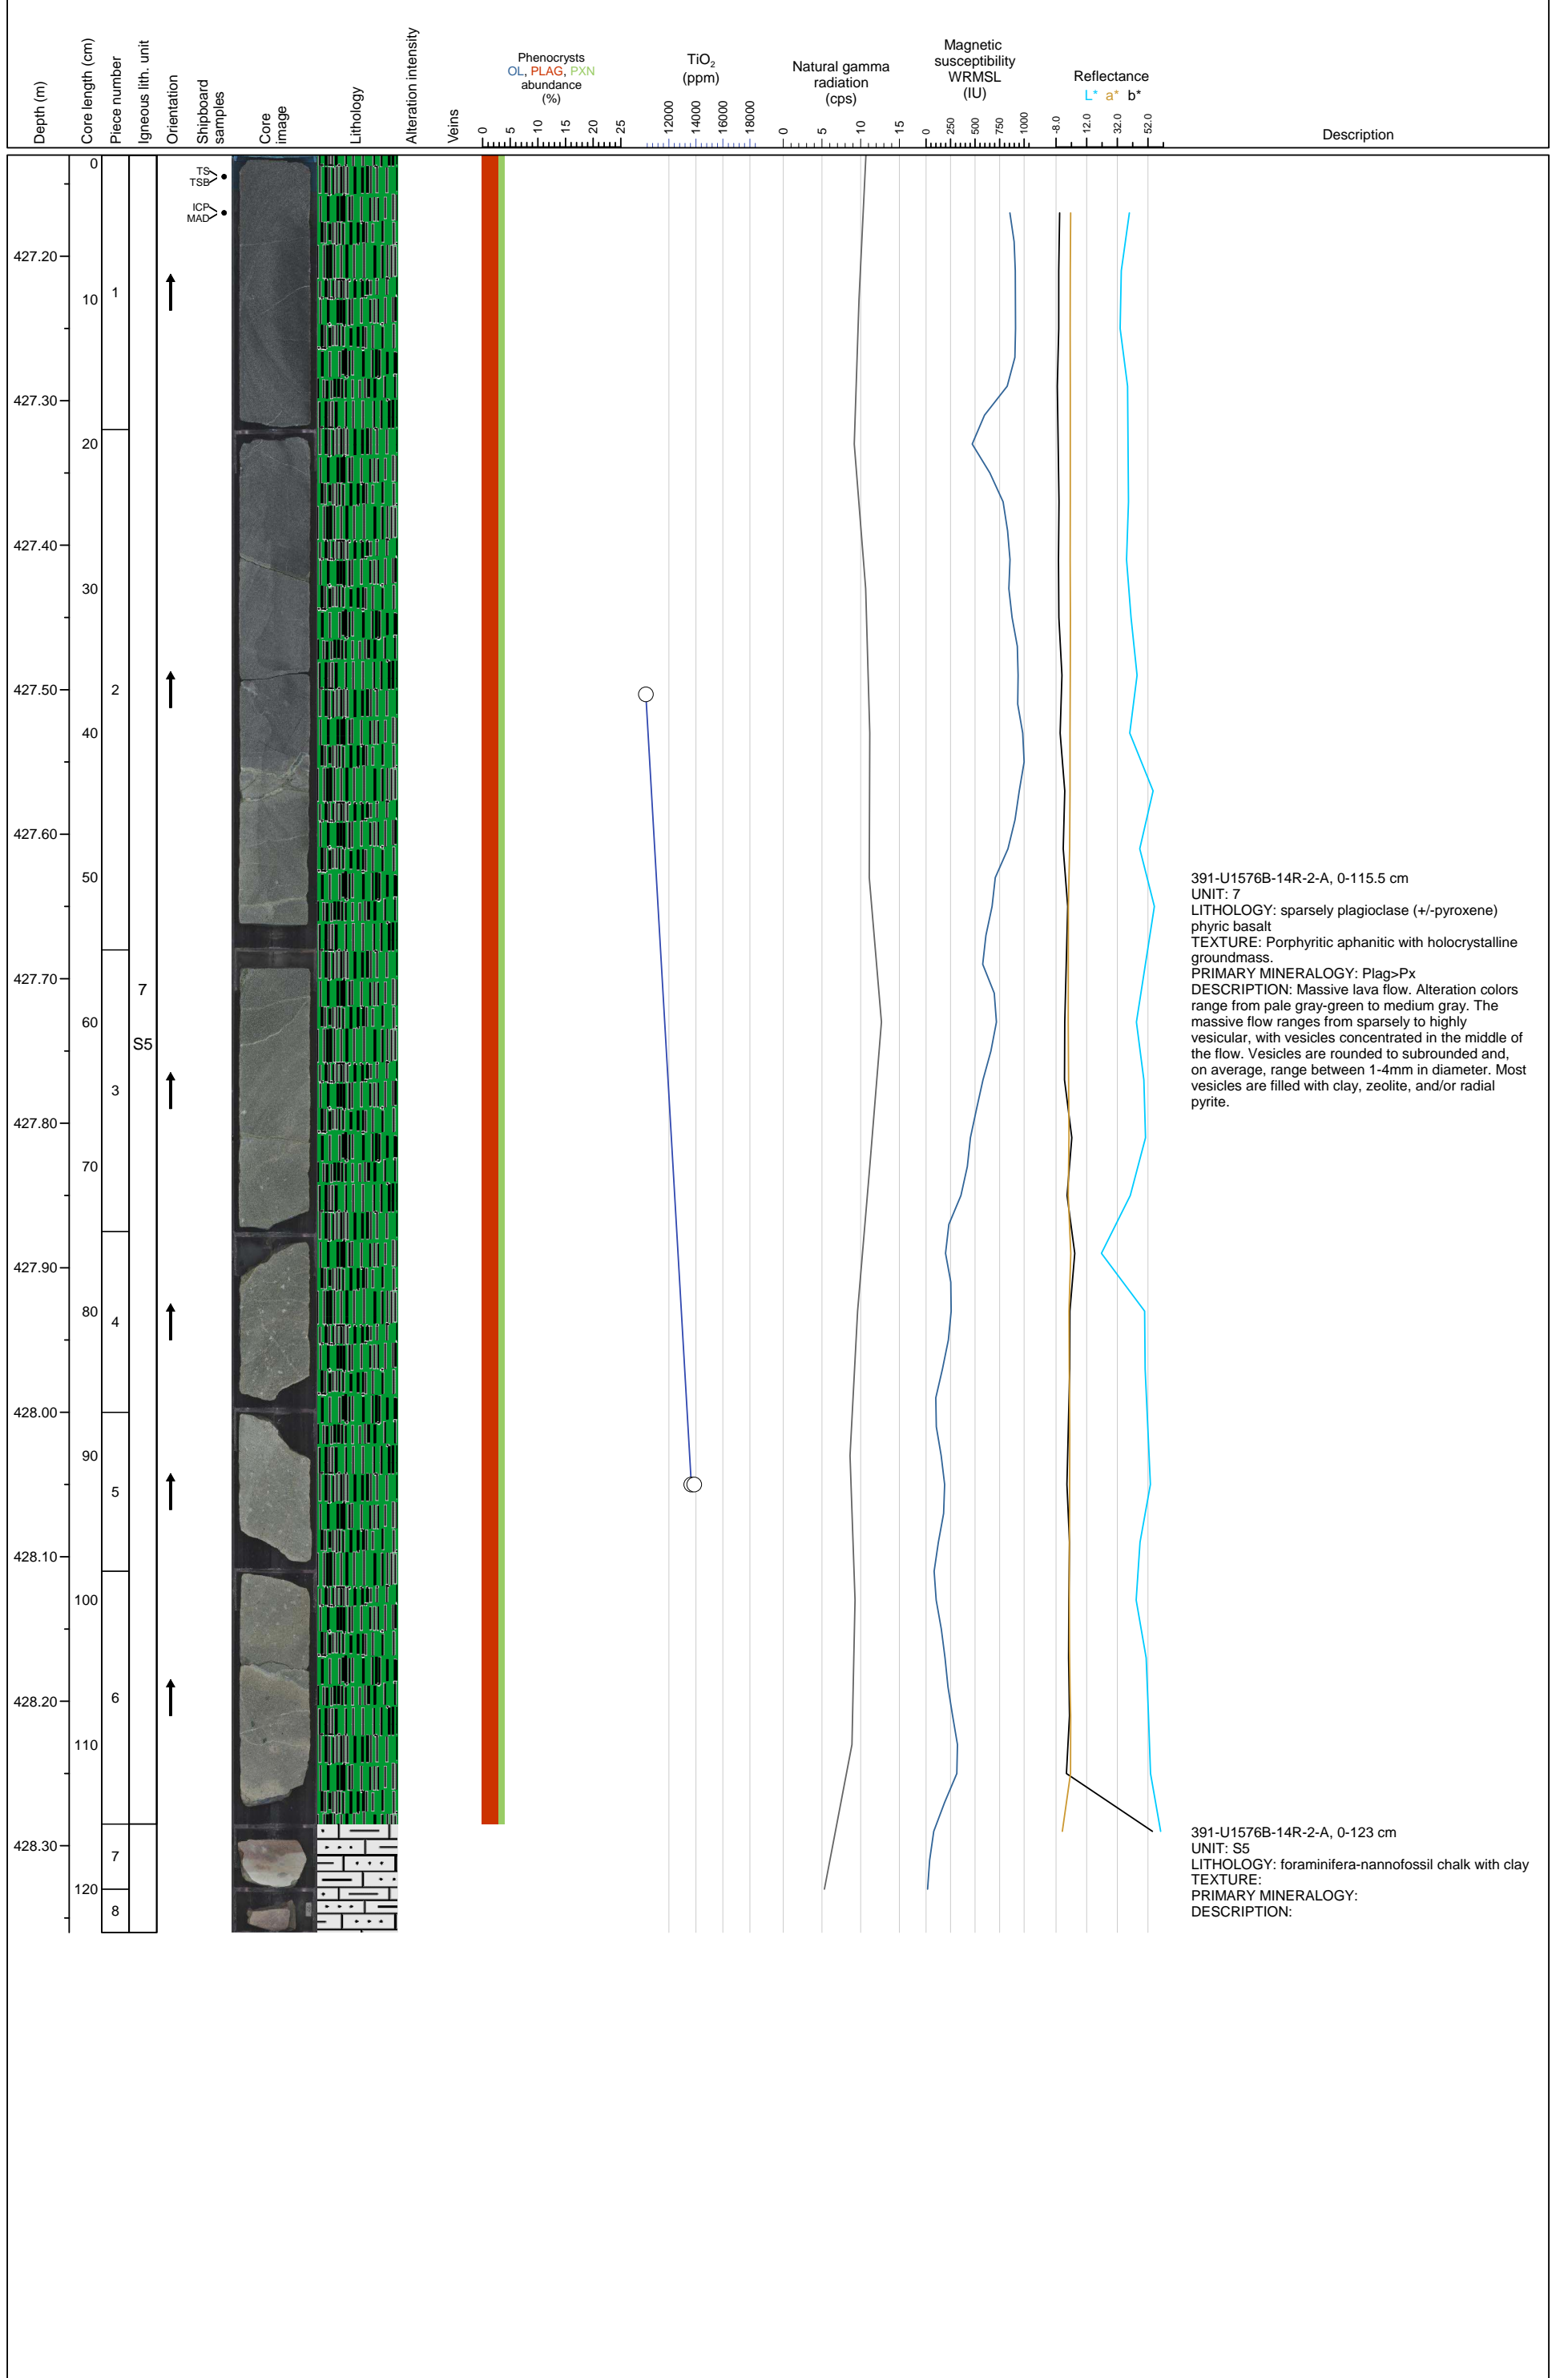 Depth (m)
Core length (cm)
Piece number
Igneous lith. unit
Orientation
Shipboard
samples
Core
image
Lithology
Alteration intensity
Veins
Phenocrysts
OL, PLAG, PXN
abundance
(%)
0 5 10 15 20 25
TiO2
(ppm)
12000 14000 16000 18000
Natural gamma
radiation
(cps)
0 5 10 15
Magnetic
susceptibility
WRMSL
(IU)
0 250 500 750 1000
Reflectance
L* a* b*
-8.0 12.0 32.0 52.0
Description
0
TS
TSB
ICP
MAD
427.20
10
1
427.30
20
427.40
30
427.50
2
40
427.60
50
427.70
7
60
S5
3
427.80
70
427.90
80
4
428.00
90
5
428.10
100
428.20
6
110
428.30
7
120
8
391-U1576B-14R-2-A, 0-115.5 cm
UNIT: 7
LITHOLOGY: sparsely plagioclase (+/-pyroxene)
phyric basalt
TEXTURE: Porphyritic aphanitic with holocrystalline
groundmass.
PRIMARY MINERALOGY: Plag>Px
DESCRIPTION: Massive lava flow. Alteration colors
range from pale gray-green to medium gray. The
massive flow ranges from sparsely to highly
vesicular, with vesicles concentrated in the middle of
the flow. Vesicles are rounded to subrounded and,
on average, range between 1-4mm in diameter. Most
vesicles are filled with clay, zeolite, and/or radial
pyrite.
391-U1576B-14R-2-A, 0-123 cm
UNIT: S5
LITHOLOGY: foraminifera-nannofossil chalk with clay
TEXTURE:
PRIMARY MINERALOGY:
DESCRIPTION: